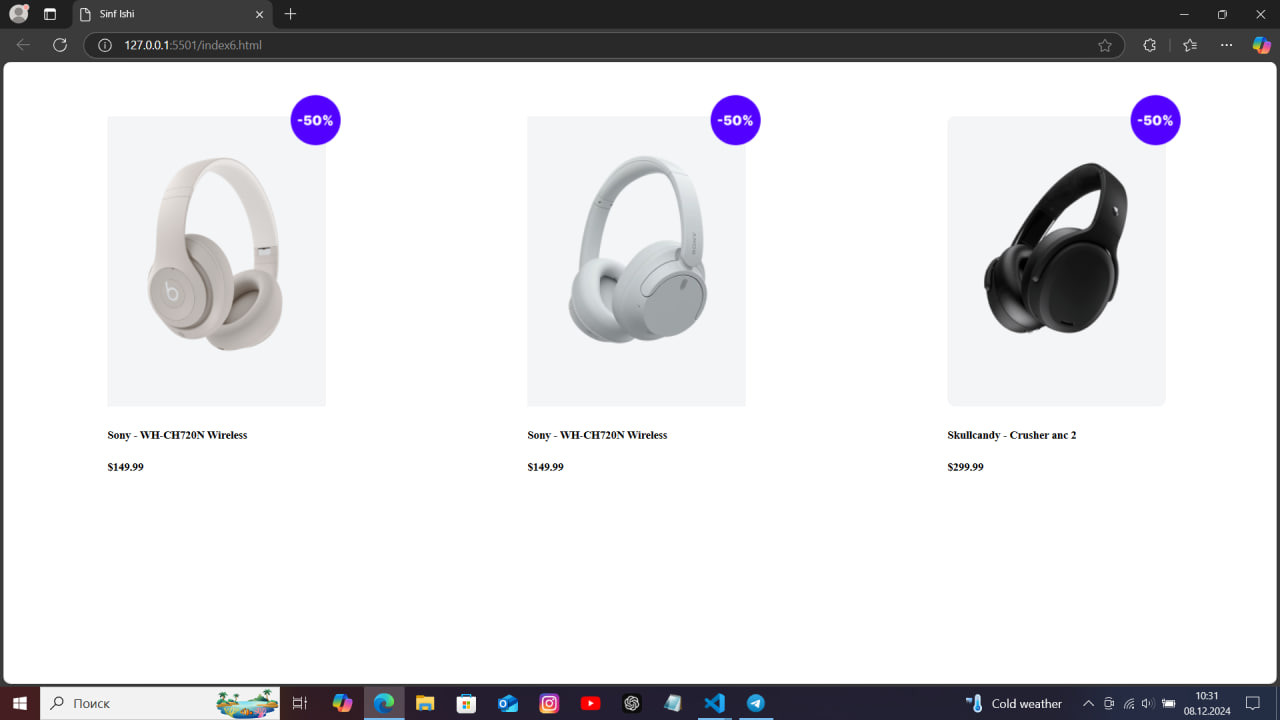 Sinf Ishi
127.0.0.1:5501/index6.html
-50%
-50%
-50%
b
SONY
Sony - WH-CH720N Wireless
Sony - WH-CH720N Wireless
Skullcandy - Crusher anc 2
$149.99
$149.99
$299.99
Поиск
Cold weather
10:31
08.12.2024